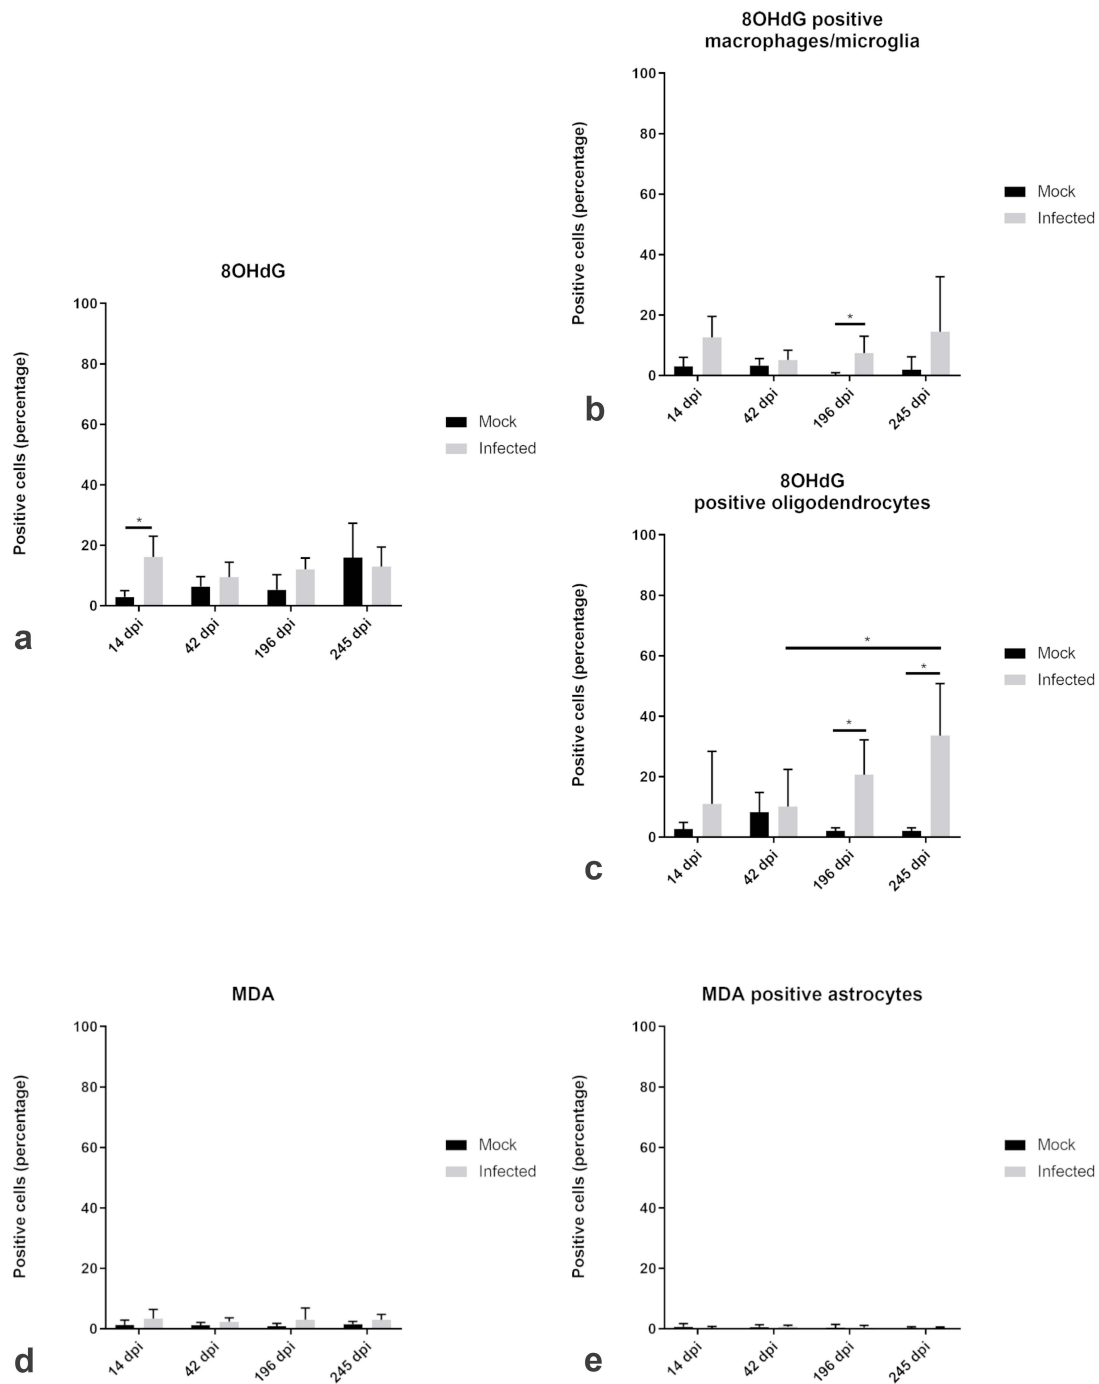 8OHdG
Positive cells (percentage)
100
80
60
40
20
0
*
14 dpi
42 dpi
196 dpi
245 dpi
Mock
Infected
a
8OHdG positive
macrophages/microglia
Positive cells (percentage)
100
80
60
40
20
0
*
14 dpi
42 dpi
196 dpi
245 dpi
Mock
Infected
b
8OHdG
positive oligodendrocytes
Positive cells (percentage)
100
80
60
40
20
0
*
*
*
14 dpi
42 dpi
196 dpi
245 dpi
Mock
Infected
c
MDA
Positive cells (percentage)
100
80
60
40
20
0
14 dpi
42 dpi
196 dpi
245 dpi
Mock
Infected
d
MDA positive astrocytes
Positive cells (percentage)
100
80
60
40
20
0
14 dpi
42 dpi
196 dpi
245 dpi
Mock
Infected
e